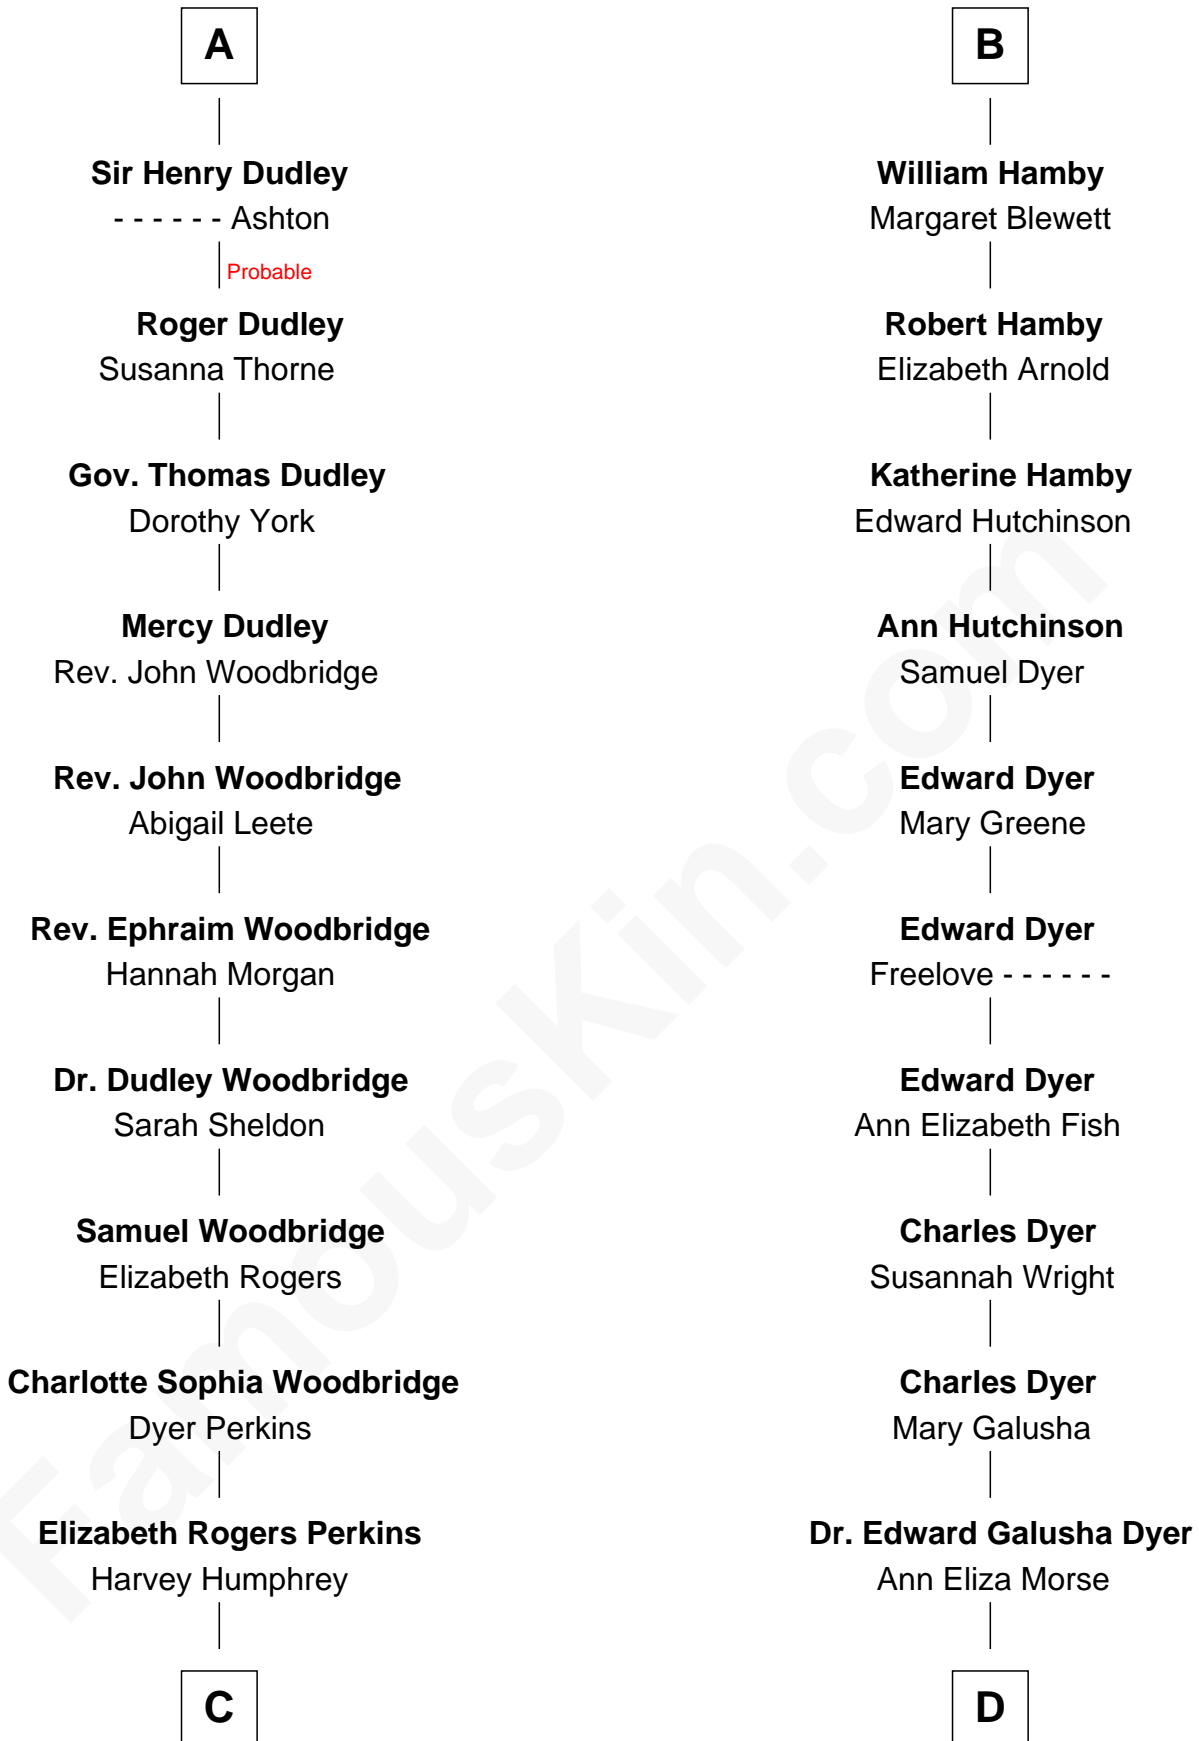 A
Sir Henry Dudley
- - - - - - Ashton
Probable
Roger Dudley
Susanna Thorne
Gov. Thomas Dudley
Dorothy York
Mercy Dudley
Rev. John Woodbridge
Rev. John Woodbridge
Abigail Leete
Rev. Ephraim Woodbridge
Hannah Morgan
Dr. Dudley Woodbridge
Sarah Sheldon
Samuel Woodbridge
Elizabeth Rogers
Charlotte Sophia Woodbridge
Dyer Perkins
Elizabeth Rogers Perkins
Harvey Humphrey
C
B
William Hamby
Margaret Blewett
Robert Hamby
Elizabeth Arnold
Katherine Hamby
Edward Hutchinson
Ann Hutchinson
Samuel Dyer
Edward Dyer
Mary Greene
Edward Dyer
Freelove - - - - - -
Edward Dyer
Ann Elizabeth Fish
Charles Dyer
Susannah Wright
Charles Dyer
Mary Galusha
Dr. Edward Galusha Dyer
Ann Eliza Morse
D
FamousKin.com